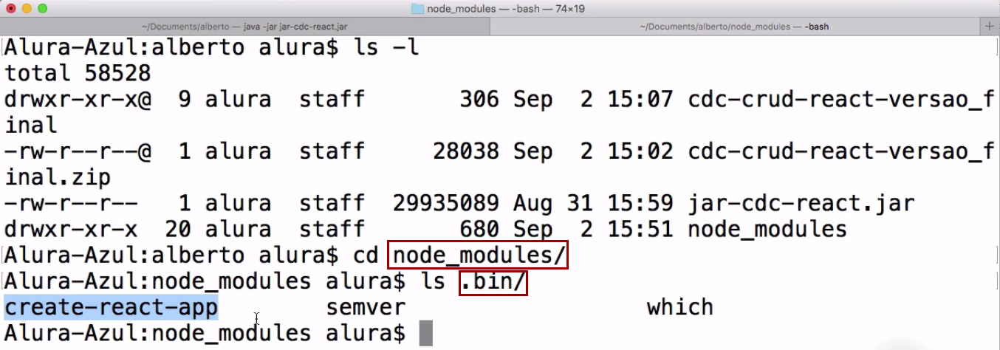 node_modules — -bash — 74×19
~/Documents/alberto — java -jar jar-cdc-react.jar ~/Documents/alberto/node_modules — -bash +
Alura-Azul:alberto alura$ ls -l
total 58528
drwxr-xr-x@  9 alura  staff       306 Sep  2 15:07 cdc-crud-react-versao_f
inal
-rw-r--r--@  1 alura  staff     28038 Sep  2 15:02 cdc-crud-react-versao_f
inal.zip
-rw-r--r--   1 alura  staff  29935089 Aug 31 15:59 jar-cdc-react.jar
drwxr-xr-x  20 alura  staff       680 Sep  2 15:51 node_modules
Alura-Azul:alberto alura$ cd node_modules/
Alura-Azul:node_modules alura$ ls .bin/
create-react-app        semver                  which
Alura-Azul:node_modules alura$